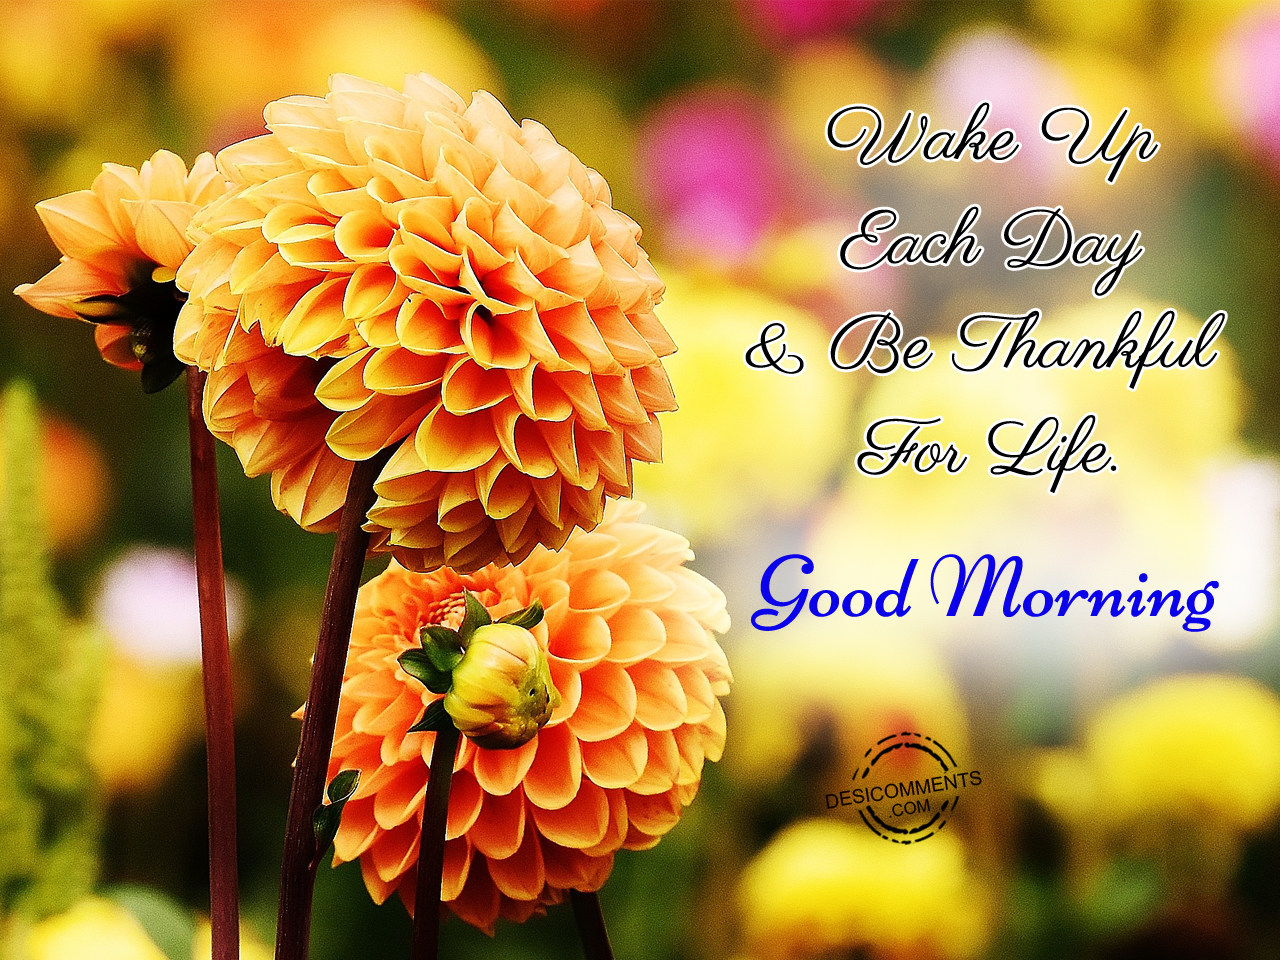 Wake Up
Each Day
& Be Thankful
For Life.
Good Morning
DESICOMMENTS
.COM